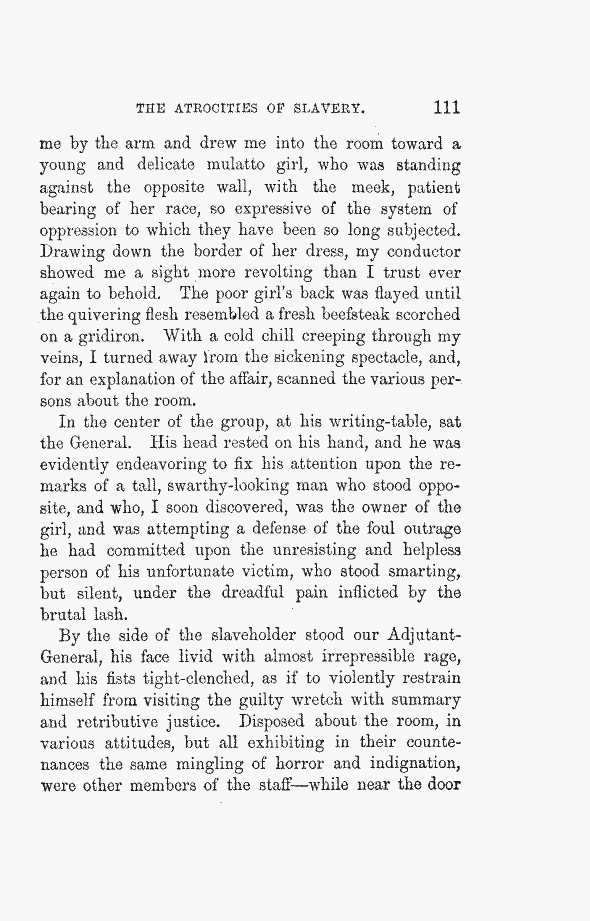 THE ATROCITIES OF SLAVERY. 111
me by the arm and drew me into the room toward a
young and delicate mulatto girl, who was standing
against the opposite wall, with the meek, patient
bearing of her race, so expressive of the system of
oppression to which they have been so long subjected.
Drawing down the border of her dress, my conductor
showed me a sight more revolting than I trust ever
again to behold. The poor girl's back was flayed until
the quivering flesh resembled a fresh beefsteak scorched
on a gridiron. With a cold chill creeping through my
veins, I turned away from the sickening spectacle, and,
for an explanation of the affair, scanned the various per-
sons about the room.
In the center of the group, at his writing-table, sat
the General. His head rested on his hand, and he was
evidently endeavoring to fix his attention upon the re-
marks of a tall, swarthy-looking man who stood oppo-
site, and who, I soon discovered, was the owner of the
girl, and was attempting a defense of the foul outrage
he had committed upon the unresisting and helpless
person of his unfortunate victim, who stood smarting,
but silent, under the dreadful pain inflicted by the
brutal lash.
By the side of the slaveholder stood our Adjutant-
General, his face livid with almost irrepressible rage,
and his fists tight-clenched, as if to violently restrain
himself from visiting the guilty wretch with summary
and retributive justice. Disposed about the room, in
various attitudes, but all exhibiting in their counte-
nances the same mingling of horror and indignation,
were other members of the staff—while near the door